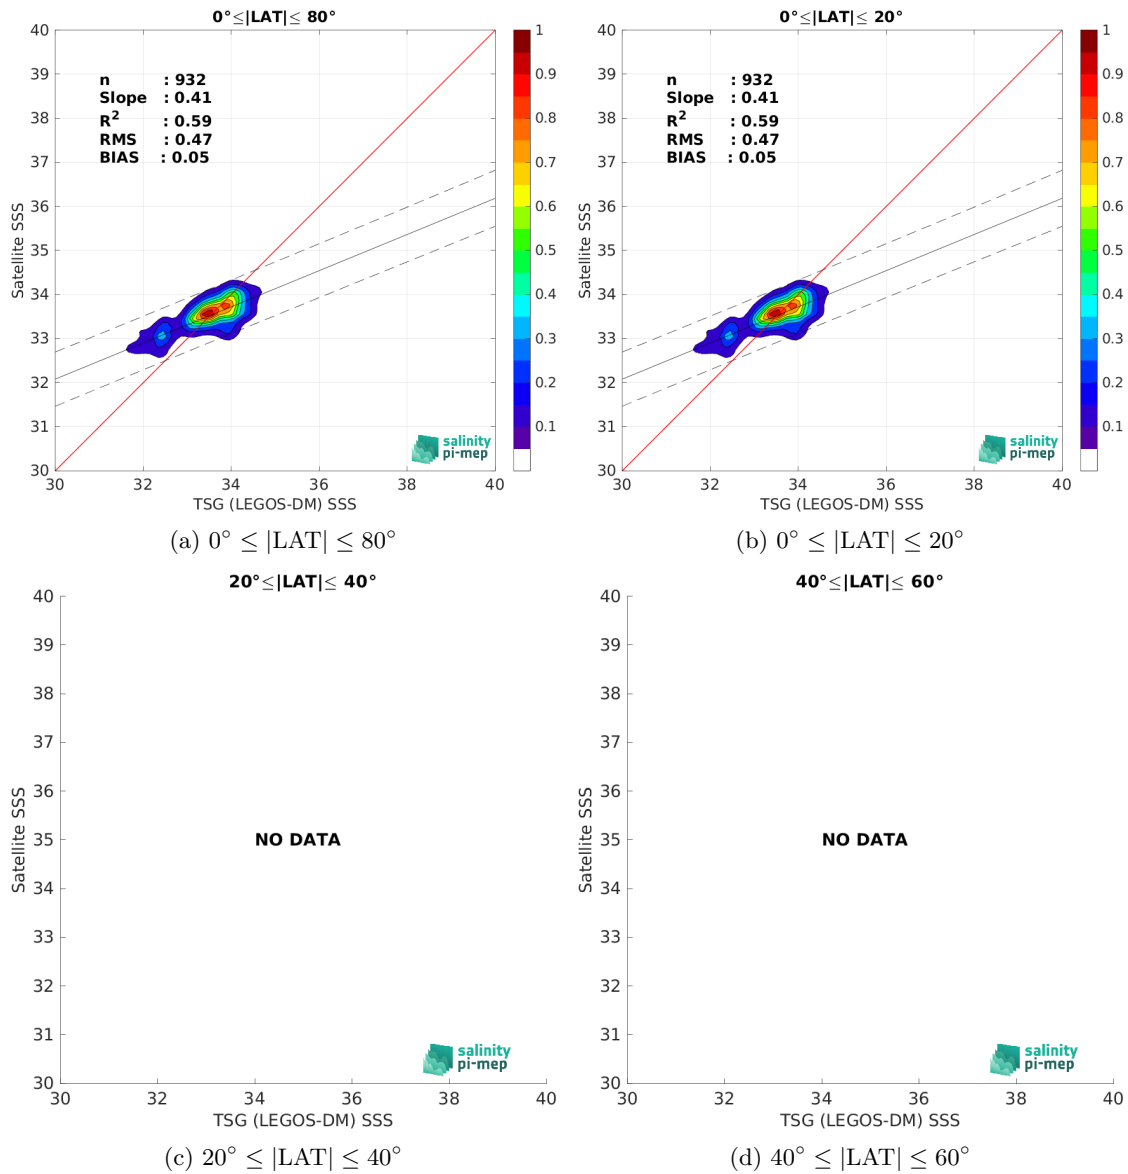 0°≤|LAT|≤ 80°
40
39
38
37
36
35
34
33
32
31
30
30
32
34
36
38
40
Satellite SSS
TSG (LEGOS-DM) SSS
n : 932
Slope : 0.41
R² : 0.59
RMS : 0.47
BIAS : 0.05
1
0.9
0.8
0.7
0.6
0.5
0.4
0.3
0.2
0.1
salinity
pi-mep
(a) 0° ≤ |LAT| ≤ 80°
0°≤|LAT|≤ 20°
40
39
38
37
36
35
34
33
32
31
30
30
32
34
36
38
40
Satellite SSS
TSG (LEGOS-DM) SSS
n : 932
Slope : 0.41
R² : 0.59
RMS : 0.47
BIAS : 0.05
1
0.9
0.8
0.7
0.6
0.5
0.4
0.3
0.2
0.1
salinity
pi-mep
(b) 0° ≤ |LAT| ≤ 20°
20°≤|LAT|≤ 40°
40
39
38
37
36
35
34
33
32
31
30
30
32
34
36
38
40
Satellite SSS
TSG (LEGOS-DM) SSS
NO DATA
salinity
pi-mep
(c) 20° ≤ |LAT| ≤ 40°
40°≤|LAT|≤ 60°
40
39
38
37
36
35
34
33
32
31
30
30
32
34
36
38
40
Satellite SSS
TSG (LEGOS-DM) SSS
NO DATA
salinity
pi-mep
(d) 40° ≤ |LAT| ≤ 60°